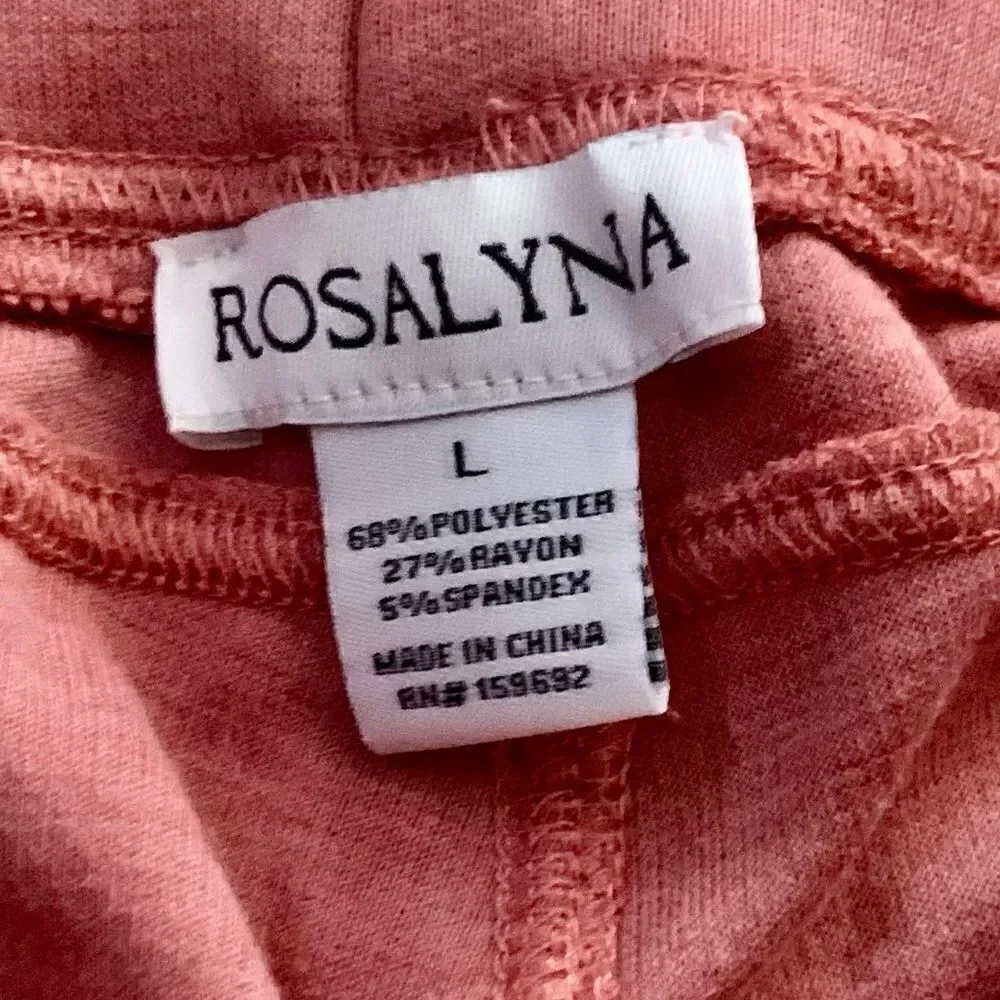 ROSALYNA
L
68%POLYESTER
27%RAYON
5%SPANDEX
MADE IN CHINA
RN# 159692